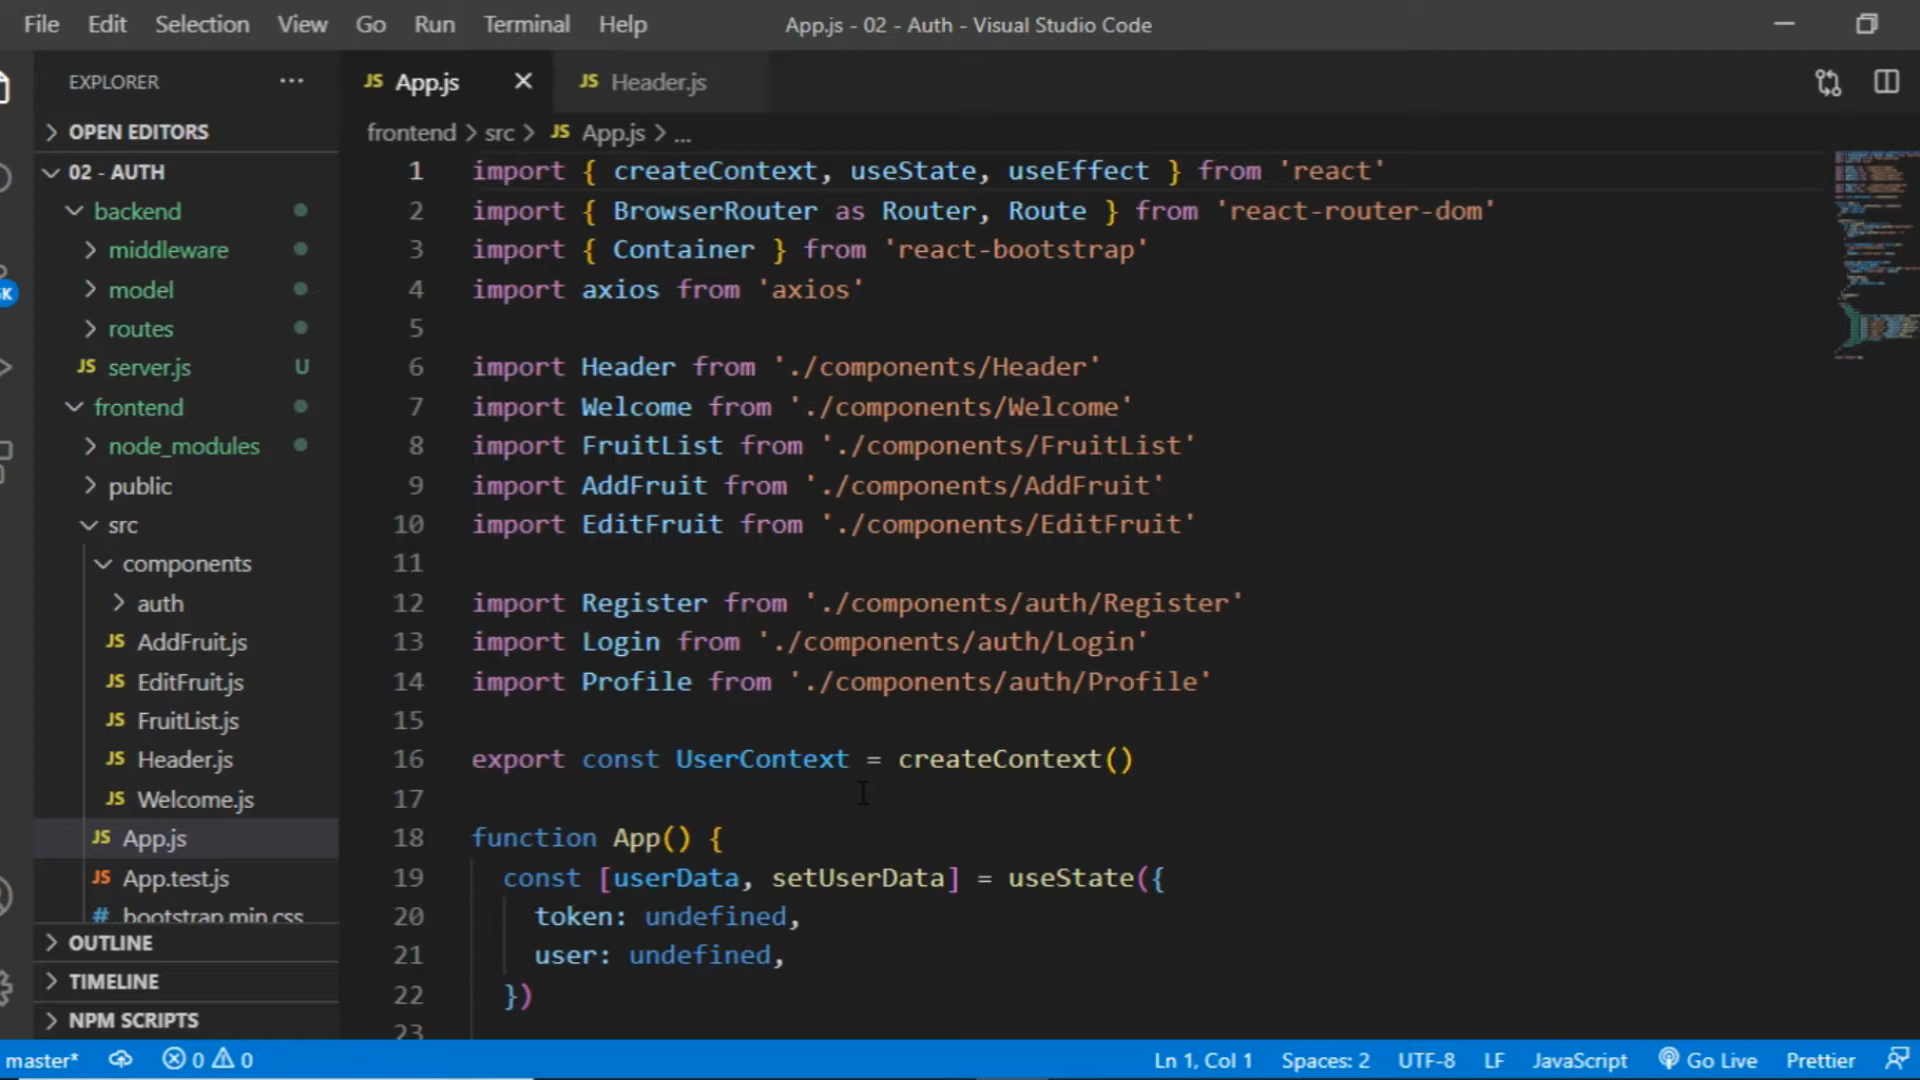 File Edit Selection View Go Run Terminal Help App.js - 02 - Auth - Visual Studio Code
EXPLORER ...
OPEN EDITORS
02 - AUTH
backend
middleware
model
routes
JS server.js U
frontend
node_modules
public
src
components
auth
JS AddFruit.js
JS EditFruit.js
JS FruitList.js
JS Header.js
JS Welcome.js
JS App.js
JS App.test.js
# bootstrap.min.css
OUTLINE
TIMELINE
NPM SCRIPTS
K
JS App.js JS Header.js
frontend > src > JS App.js > ...
1 import { createContext, useState, useEffect } from 'react'
2 import { BrowserRouter as Router, Route } from 'react-router-dom'
3 import { Container } from 'react-bootstrap'
4 import axios from 'axios'
5
6 import Header from './components/Header'
7 import Welcome from './components/Welcome'
8 import FruitList from './components/FruitList'
9 import AddFruit from './components/AddFruit'
10 import EditFruit from './components/EditFruit'
11
12 import Register from './components/auth/Register'
13 import Login from './components/auth/Login'
14 import Profile from './components/auth/Profile'
15
16 export const UserContext = createContext()
17
18 function App() {
19 const [userData, setUserData] = useState({
20 token: undefined,
21 user: undefined,
22 })
23
master* 0 0 Ln 1, Col 1 Spaces: 2 UTF-8 LF JavaScript Go Live Prettier